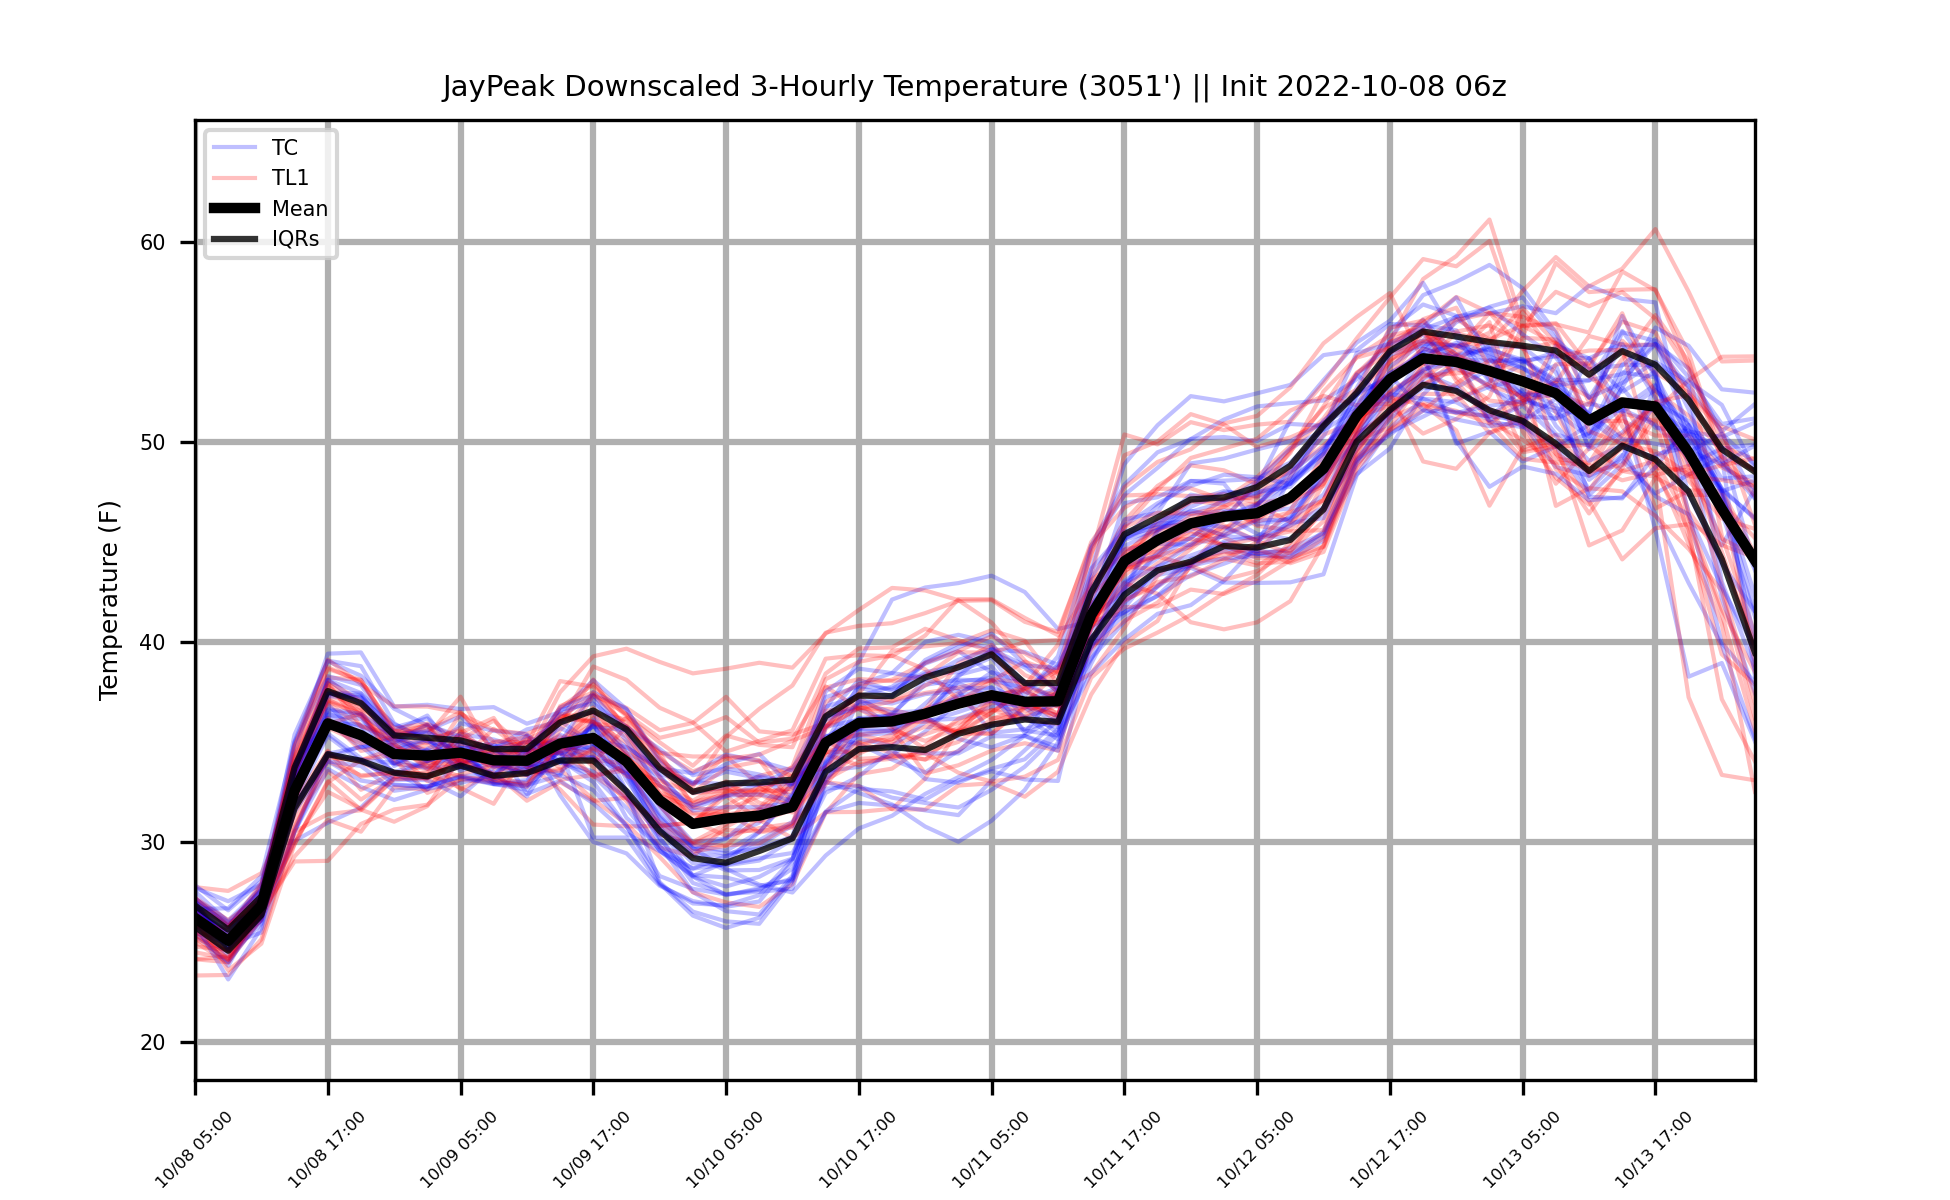 JayPeak Downscaled 3-Hourly Temperature (3051') || Init 2022-10-08 06z
TC
TL1
Mean
IQRs
Temperature (F)
60
50
40
30
20
10/08 05:00
10/08 17:00
10/09 05:00
10/09 17:00
10/10 05:00
10/10 17:00
10/11 05:00
10/11 17:00
10/12 05:00
10/12 17:00
10/13 05:00
10/13 17:00